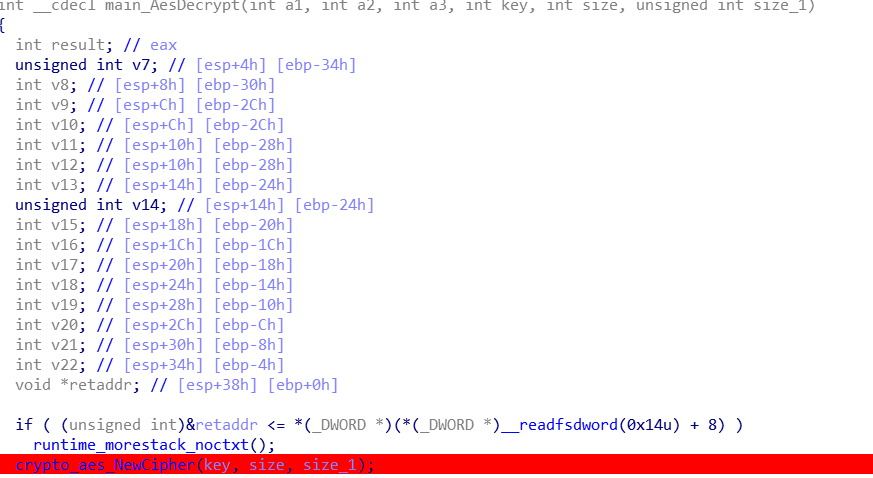 int __cdecl main_AesDecrypt(int a1, int a2, int a3, int key, int size, unsigned int size_1)
{
int result; // eax
unsigned int v7; // [esp+4h] [ebp-34h]
int v8; // [esp+8h] [ebp-30h]
int v9; // [esp+Ch] [ebp-2Ch]
int v10; // [esp+Ch] [ebp-2Ch]
int v11; // [esp+10h] [ebp-28h]
int v12; // [esp+10h] [ebp-28h]
int v13; // [esp+14h] [ebp-24h]
unsigned int v14; // [esp+14h] [ebp-24h]
int v15; // [esp+18h] [ebp-20h]
int v16; // [esp+1Ch] [ebp-1Ch]
int v17; // [esp+20h] [ebp-18h]
int v18; // [esp+24h] [ebp-14h]
int v19; // [esp+28h] [ebp-10h]
int v20; // [esp+2Ch] [ebp-Ch]
int v21; // [esp+30h] [ebp-8h]
int v22; // [esp+34h] [ebp-4h]
void *retaddr; // [esp+38h] [ebp+0h]
if ( (unsigned int)&retaddr <= *(_DWORD *)(*(_DWORD *)__readfsdword(0x14u) + 8) )
runtime_morestack_noctxt();
crypto_aes_NewCipher(key, size, size_1);